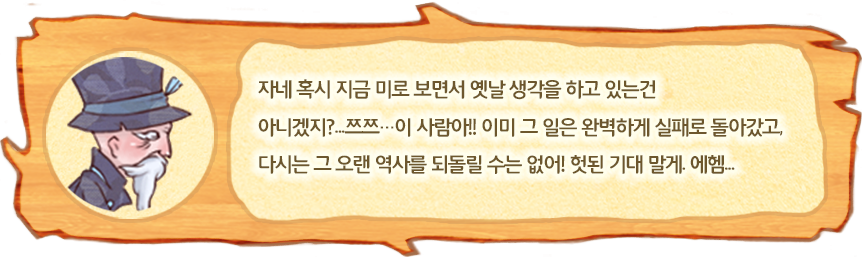 자네 혹시 지금 미로 보면서 옛날 생각을 하고 있는건
아니겠지?...쯔쯔…이 사람아!! 이미 그 일은 완벽하게 실패로 돌아갔고,
다시는 그 오랜 역사를 되돌릴 수는 없어! 헛된 기대 말게. 에헴...